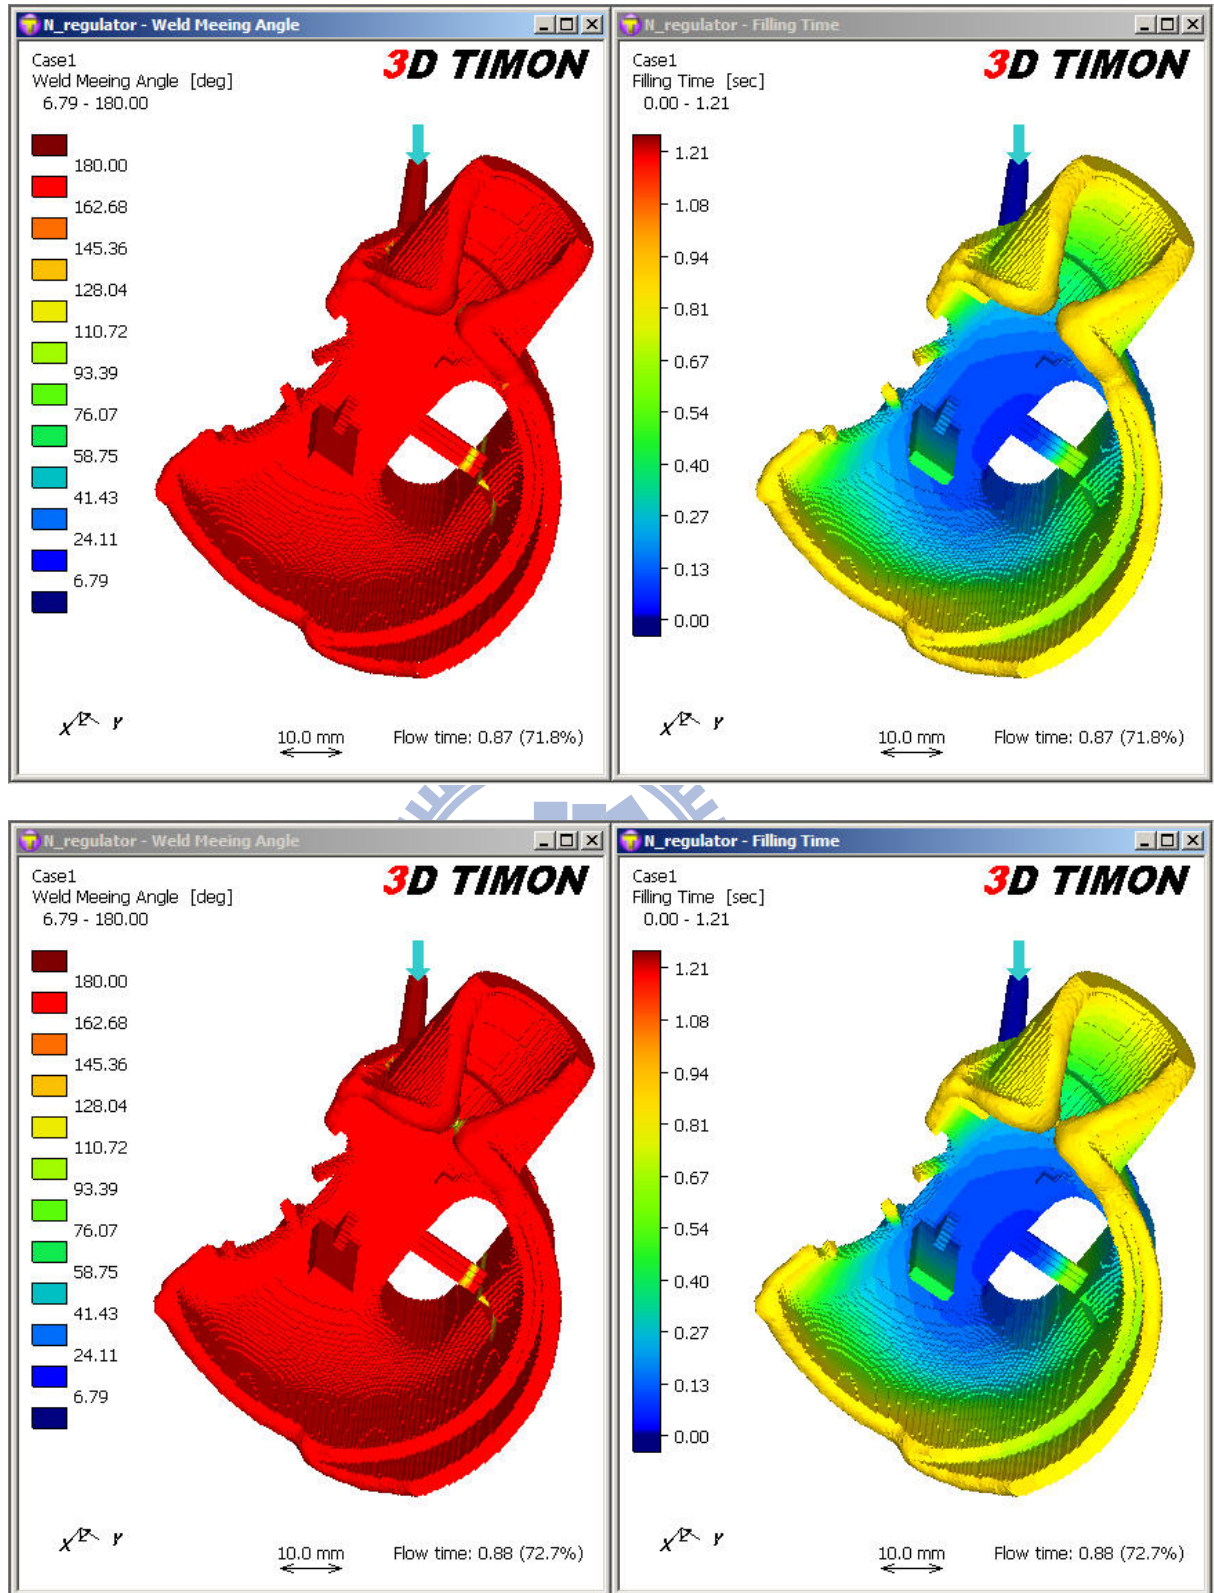 N_regulator - Weld Meeing Angle
Case1
3D TIMON
Weld Meeing Angle [deg]
6.79 - 180.00
180.00
162.68
145.36
128.04
110.72
93.39
76.07
58.75
41.43
24.11
6.79
X Z Y
10.0 mm
Flow time: 0.87 (71.8%)
N_regulator - Filling Time
Case1
3D TIMON
Filling Time [sec]
0.00 - 1.21
1.21
1.08
0.94
0.81
0.67
0.54
0.40
0.27
0.13
0.00
X Z Y
10.0 mm
Flow time: 0.87 (71.8%)
N_regulator - Weld Meeing Angle
Case1
3D TIMON
Weld Meeing Angle [deg]
6.79 - 180.00
180.00
162.68
145.36
128.04
110.72
93.39
76.07
58.75
41.43
24.11
6.79
X Z Y
10.0 mm
Flow time: 0.88 (72.7%)
N_regulator - Filling Time
Case1
3D TIMON
Filling Time [sec]
0.00 - 1.21
1.21
1.08
0.94
0.81
0.67
0.54
0.40
0.27
0.13
0.00
X Z Y
10.0 mm
Flow time: 0.88 (72.7%)